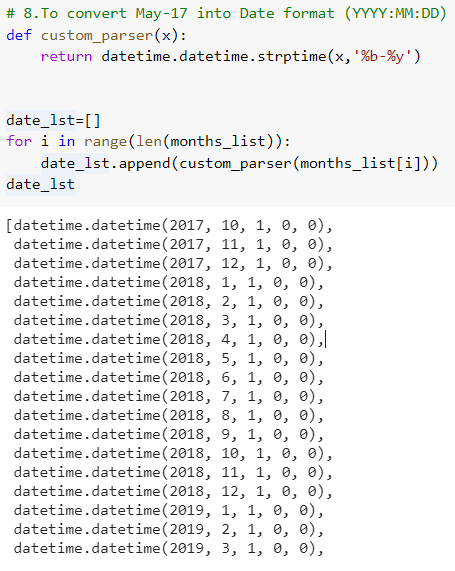 # 8.To convert May-17 into Date format (YYYY:MM:DD)
def custom_parser(x):
    return datetime.datetime.strptime(x,'%b-%y')
date_lst=[]
for i in range(len(months_list)):
    date_lst.append(custom_parser(months_list[i]))
date_lst
[datetime.datetime(2017, 10, 1, 0, 0),
 datetime.datetime(2017, 11, 1, 0, 0),
 datetime.datetime(2017, 12, 1, 0, 0),
 datetime.datetime(2018, 1, 1, 0, 0),
 datetime.datetime(2018, 2, 1, 0, 0),
 datetime.datetime(2018, 3, 1, 0, 0),
 datetime.datetime(2018, 4, 1, 0, 0),
 datetime.datetime(2018, 5, 1, 0, 0),
 datetime.datetime(2018, 6, 1, 0, 0),
 datetime.datetime(2018, 7, 1, 0, 0),
 datetime.datetime(2018, 8, 1, 0, 0),
 datetime.datetime(2018, 9, 1, 0, 0),
 datetime.datetime(2018, 10, 1, 0, 0),
 datetime.datetime(2018, 11, 1, 0, 0),
 datetime.datetime(2018, 12, 1, 0, 0),
 datetime.datetime(2019, 1, 1, 0, 0),
 datetime.datetime(2019, 2, 1, 0, 0),
 datetime.datetime(2019, 3, 1, 0, 0),